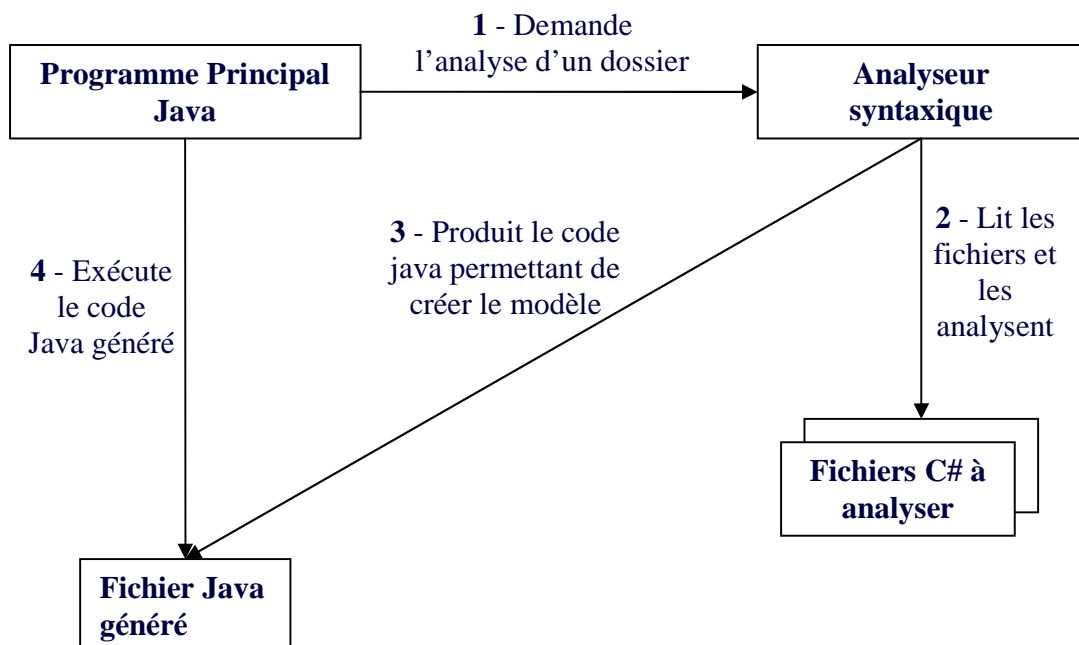 1 - Demande
l’analyse d’un dossier
Programme Principal
Java
Analyseur
syntaxique
2 - Lit les
fichiers et
les
analysent
3 - Produit le code
java permettant de
créer le modèle
4 - Exécute
le code
Java généré
Fichiers C# à
analyser
Fichier Java
généré